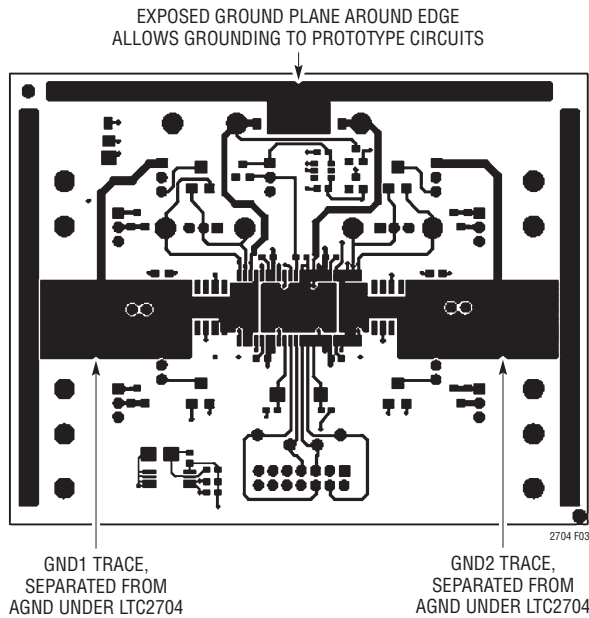 EXPOSED GROUND PLANE AROUND EDGE
ALLOWS GROUNDING TO PROTOTYPE CIRCUITS
2704 F03
GND1 TRACE,
SEPARATED FROM
AGND UNDER LTC2704
GND2 TRACE,
SEPARATED FROM
AGND UNDER LTC2704